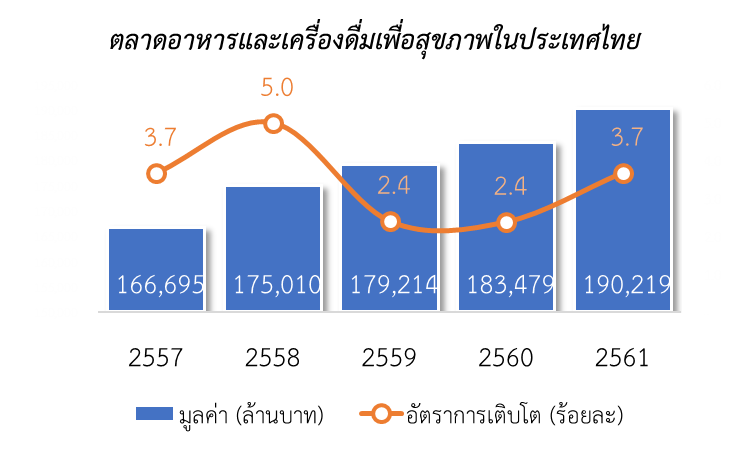 ตลาดอาหารและเครื่องดื่มเพื่อสุขภาพในประเทศไทย
3.7 5.0 2.4 2.4 3.7
166,695 175,010 179,214 183,479 190,219
2557 2558 2559 2560 2561
มูลค่า (ล้านบาท) อัตราการเติบโต (ร้อยละ)